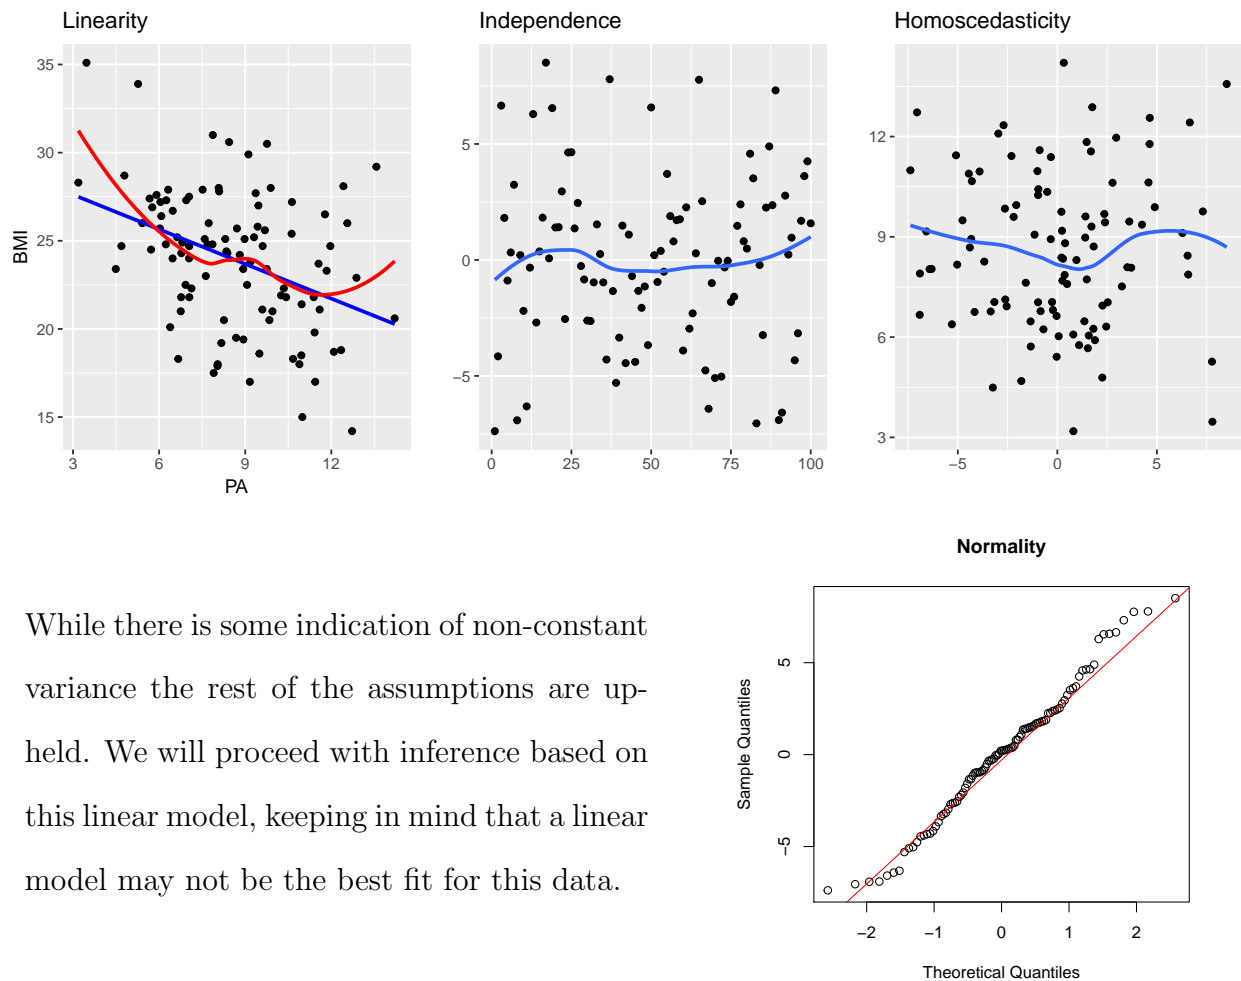 Linearity
35
30
25
20
15
BMI
3 6 9 12
PA
Independence
5
0
−5
0 25 50 75 100
Homoscedasticity
12
9
6
3
−5 0 5
While there is some indication of non-constant
variance the rest of the assumptions are up-
held. We will proceed with inference based on
this linear model, keeping in mind that a linear
model may not be the best fit for this data.
Normality
Sample Quantiles
5
0
−5
−2 −1 0 1 2
Theoretical Quantiles